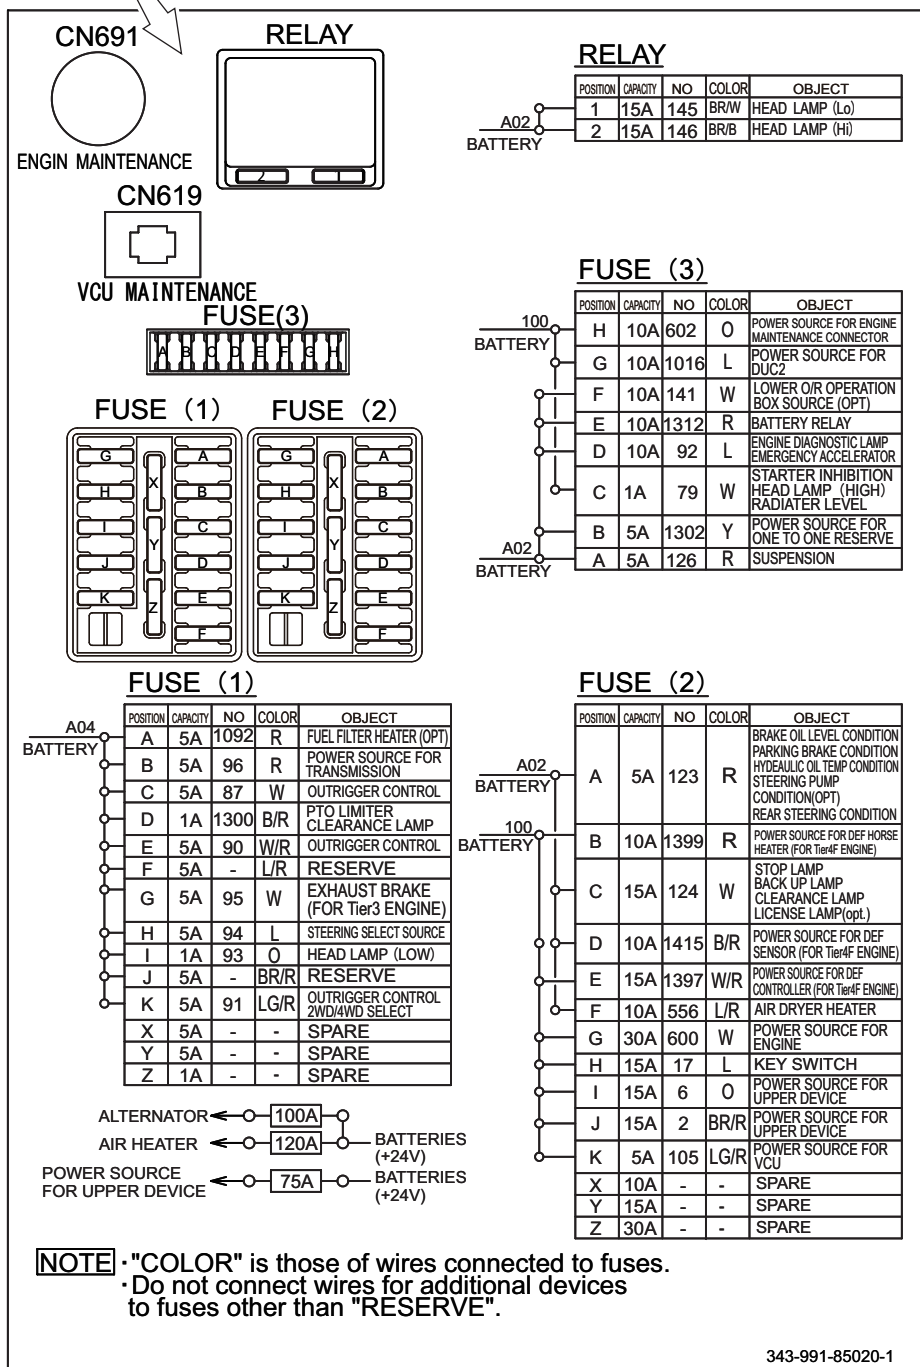 CN691
RELAY
ENGIN MAINTENANCE
2 1
CN619
VCU MAINTENANCE
FUSE(3)
A B C D E F G H
FUSE (1) FUSE (2)
G A G A
X X
H B H B
I C I C
Y Y
J D J D
K E K E
Z Z
F F
RELAY
POSITION CAPACITY NO COLOR OBJECT
1 15A 145 BR/W HEAD LAMP (Lo)
A02
2 15A 146 BR/B HEAD LAMP (Hi)
BATTERY
FUSE (3)
POSITION CAPACITY NO COLOR OBJECT
100
BATTERY
H 10A 602 O POWER SOURCE FOR ENGINE
MAINTENANCE CONNECTOR
G 10A 1016 L POWER SOURCE FOR
DUC2
F 10A 141 W LOWER O/R OPERATION
BOX SOURCE (OPT)
E 10A 1312 R BATTERY RELAY
D 10A 92 L ENGINE DIAGNOSTIC LAMP
EMERGENCY ACCELERATOR
C 1A 79 W STARTER INHIBITION
HEAD LAMP (HIGH)
RADIATER LEVEL
B 5A 1302 Y POWER SOURCE FOR
ONE TO ONE RESERVE
A02
BATTERY
A 5A 126 R SUSPENSION
FUSE (1)
POSITION CAPACITY NO COLOR OBJECT
A04
BATTERY
A 5A 1092 R FUEL FILTER HEATER (OPT)
B 5A 96 R POWER SOURCE FOR
TRANSMISSION
C 5A 87 W OUTRIGGER CONTROL
D 1A 1300 B/R PTO LIMITER
CLEARANCE LAMP
E 5A 90 W/R OUTRIGGER CONTROL
F 5A - L/R RESERVE
G 5A 95 W EXHAUST BRAKE
(FOR Tier3 ENGINE)
H 5A 94 L STEERING SELECT SOURCE
I 1A 93 O HEAD LAMP (LOW)
J 5A - BR/R RESERVE
K 5A 91 LG/R OUTRIGGER CONTROL
2WD/4WD SELECT
X 5A - - SPARE
Y 5A - - SPARE
Z 1A - - SPARE
ALTERNATOR 100A
AIR HEATER 120A BATTERIES
(+24V)
POWER SOURCE
FOR UPPER DEVICE 75A BATTERIES
(+24V)
FUSE (2)
POSITION CAPACITY NO COLOR OBJECT
A02
BATTERY
A 5A 123 R BRAKE OIL LEVEL CONDITION
PARKING BRAKE CONDITION
HYDEAULIC OIL TEMP CONDITION
STEERING PUMP
CONDITION(OPT)
REAR STEERING CONDITION
100
BATTERY
B 10A 1399 R POWER SOURCE FOR DEF HORSE
HEATER (FOR Tier4F ENGINE)
C 15A 124 W STOP LAMP
BACK UP LAMP
CLEARANCE LAMP
LICENSE LAMP(opt.)
D 10A 1415 B/R POWER SOURCE FOR DEF
SENSOR (FOR Tier4F ENGINE)
E 15A 1397 W/R POWER SOURCE FOR DEF
CONTROLLER (FOR Tier4F ENGINE)
F 10A 556 L/R AIR DRYER HEATER
G 30A 600 W POWER SOURCE FOR
ENGINE
H 15A 17 L KEY SWITCH
I 15A 6 O POWER SOURCE FOR
UPPER DEVICE
J 15A 2 BR/R POWER SOURCE FOR
UPPER DEVICE
K 5A 105 LG/R POWER SOURCE FOR
VCU
X 10A - - SPARE
Y 15A - - SPARE
Z 30A - - SPARE
NOTE ・"COLOR" is those of wires connected to fuses.
・Do not connect wires for additional devices
to fuses other than "RESERVE".
343-991-85020-1